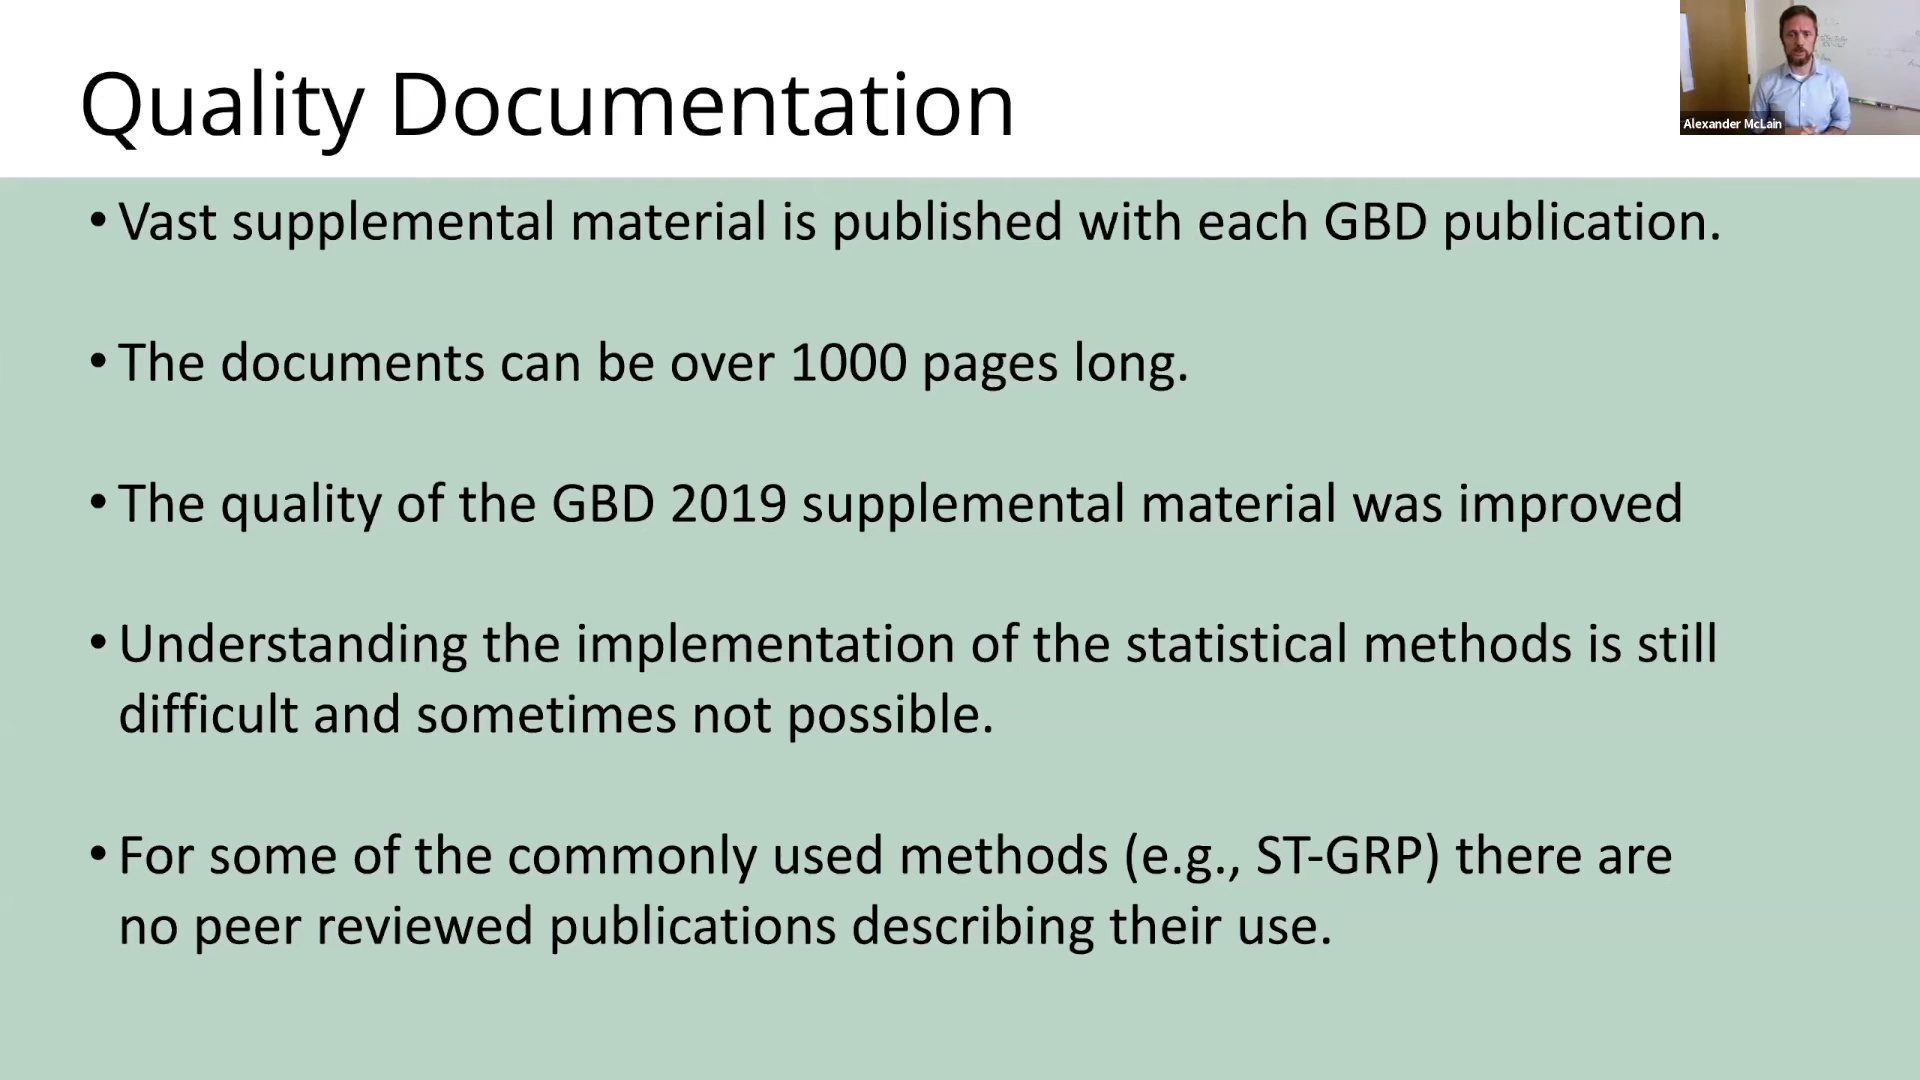 Quality Documentation
Alexander McLain
• Vast supplemental material is published with each GBD publication.
• The documents can be over 1000 pages long.
• The quality of the GBD 2019 supplemental material was improved
• Understanding the implementation of the statistical methods is still
difficult and sometimes not possible.
• For some of the commonly used methods (e.g., ST-GRP) there are
no peer reviewed publications describing their use.